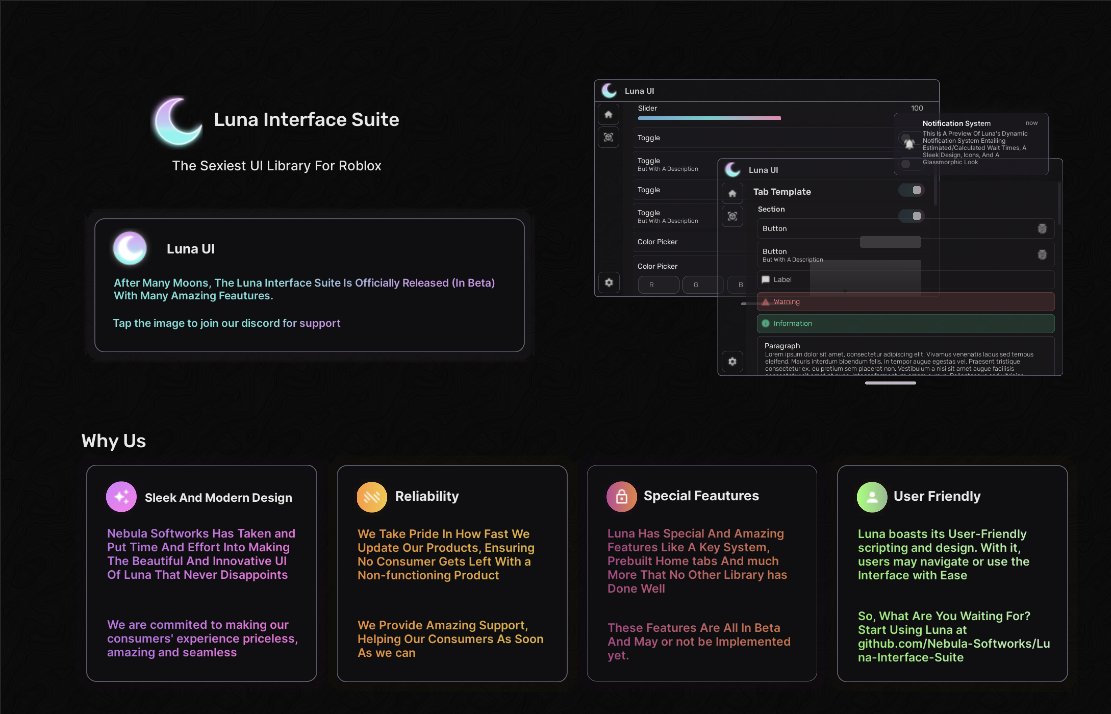 Luna Interface Suite
The Sexiest UI Library For Roblox
Luna UI
After Many Moons, The Luna Interface Suite Is Officially Released (In Beta)
With Many Amazing Feautures.
Tap the image to join our discord for support
Luna UI
Slider
100
Toggle
Toggle
But With A Description
Toggle
Toggle
But With A Description
Color Picker
Color Picker
R
G
B
Notification System
now
This Is A Preview Of Luna's Dynamic
Notification System Entailing
Estimated/Calculated Wait Times, A
Sleek Design, Icons, And A
Glassmorphic Look
Luna UI
Tab Template
Section
Button
Button
But With A Description
Label
Warning
Information
Paragraph
Lorem ipsum dolor sit amet, consectetur adipiscing elit. Vivamus venenatis lacus sed tempus
eleifend. Mauris interdum bibendum felis, in tempor augue egestas vel. Praesent tristique
consectetur ex, eu pretium sem placerat non. Vestibulum a nisi sit amet augue facilisis
Why Us
Sleek And Modern Design
Nebula Softworks Has Taken and
Put Time And Effort Into Making
The Beautiful And Innovative UI
Of Luna That Never Disappoints
We are commited to making our
consumers' experience priceless,
amazing and seamless
Reliability
We Take Pride In How Fast We
Update Our Products, Ensuring
No Consumer Gets Left With a
Non-functioning Product
We Provide Amazing Support,
Helping Our Consumers As Soon
As we can
Special Feautures
Luna Has Special And Amazing
Features Like A Key System,
Prebuilt Home tabs And much
More That No Other Library has
Done Well
These Features Are All In Beta
And May or not be Implemented
yet.
User Friendly
Luna boasts its User-Friendly
scripting and design. With it,
users may navigate or use the
Interface with Ease
So, What Are You Waiting For?
Start Using Luna at
github.com/Nebula-Softworks/Lu
na-Interface-Suite